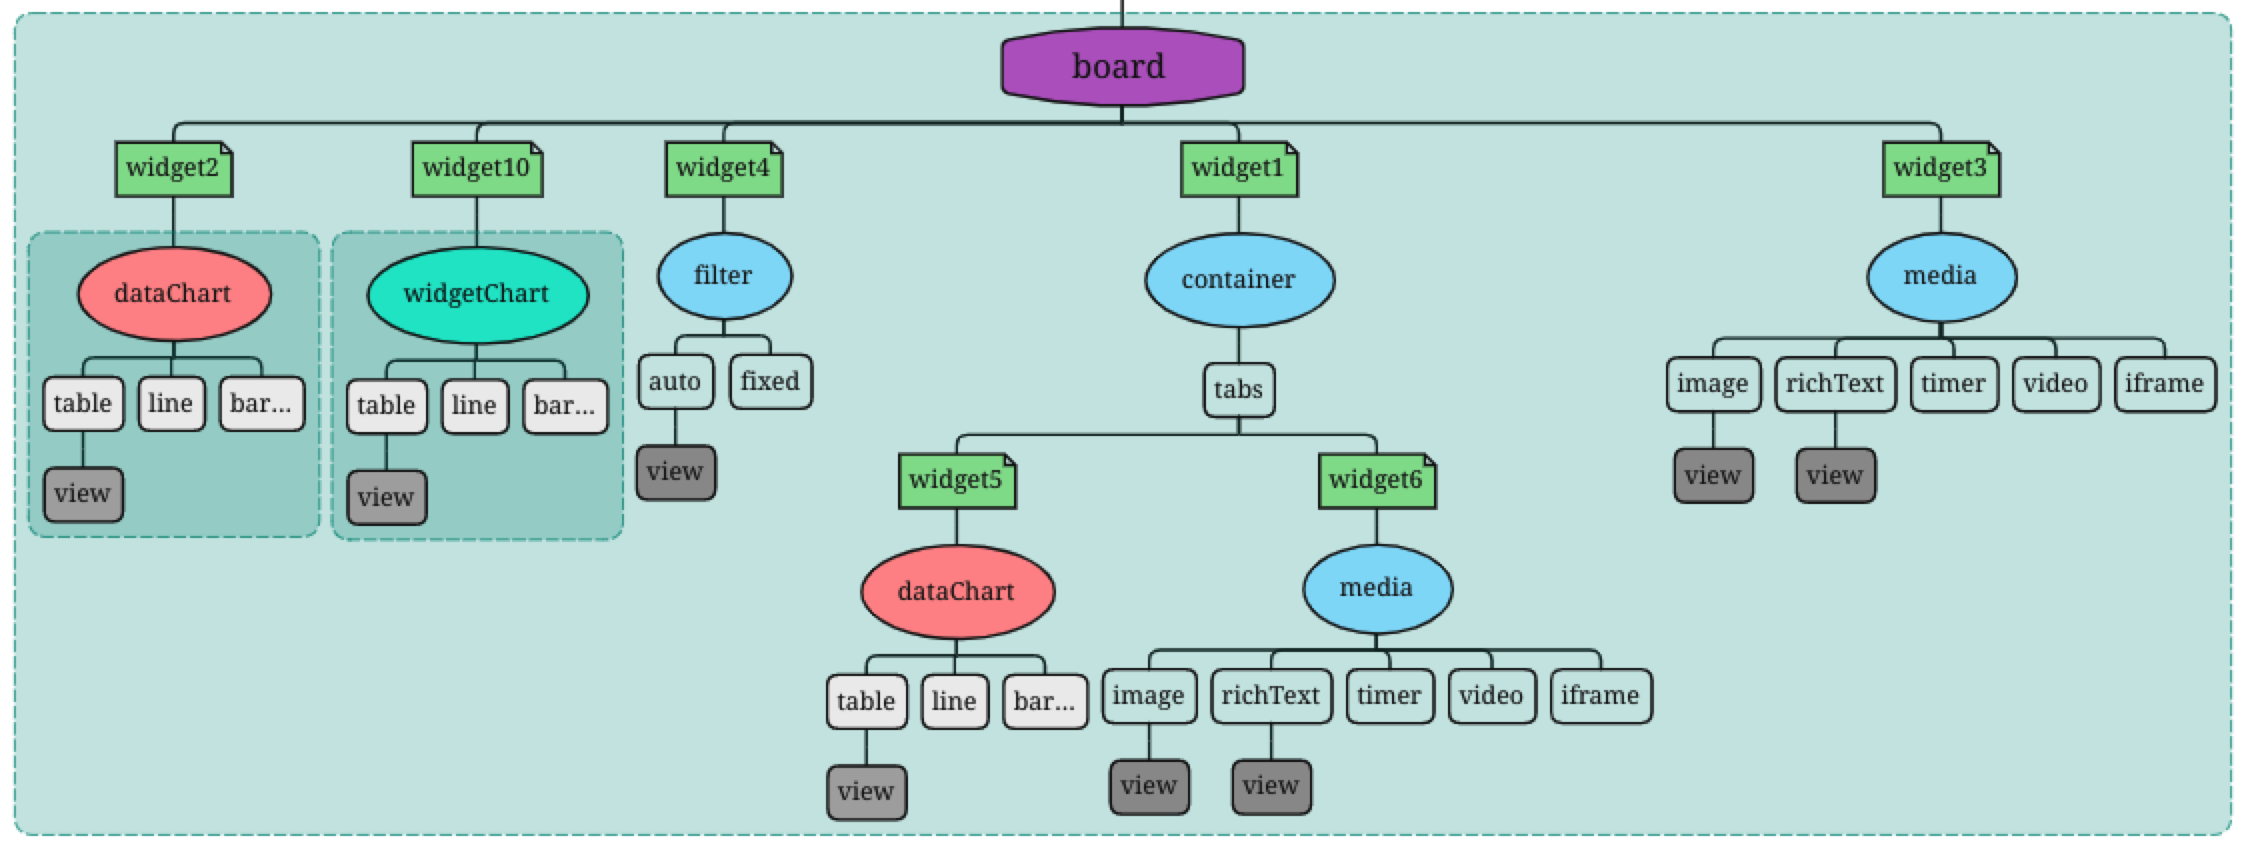 board
widget2
widget10
widget4
widget1
widget3
dataChart
widgetChart
filter
container
media
table
line
bar...
table
line
bar...
auto
fixed
tabs
image
richText
timer
video
iframe
view
view
view
view
view
widget5
widget6
dataChart
media
table
line
bar...
image
richText
timer
video
iframe
view
view
view